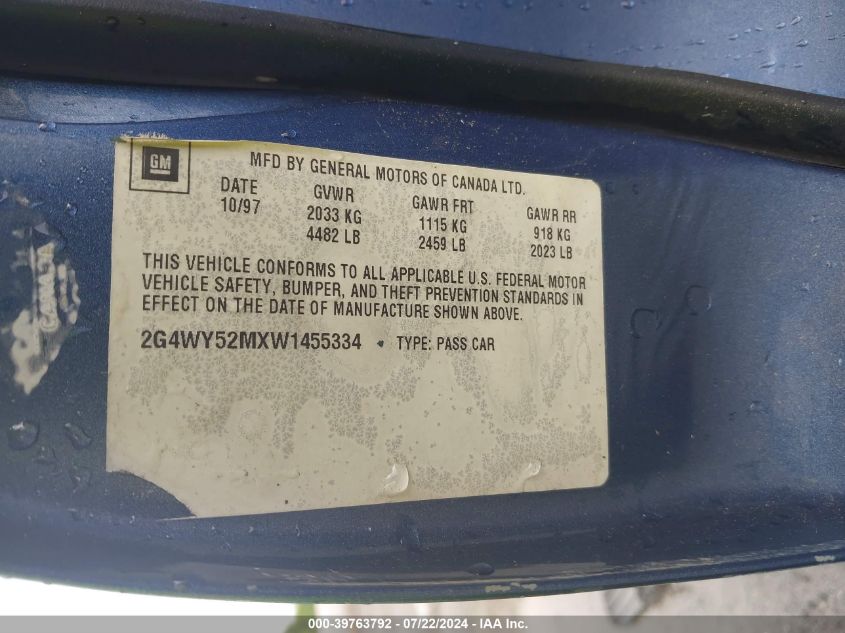 GM
MFD BY GENERAL MOTORS OF CANADA LTD.
DATE GVWR GAWR FRT GAWR RR
10/97 2033 KG 1115 KG 918 KG
4482 LB 2459 LB 2023 LB
THIS VEHICLE CONFORMS TO ALL APPLICABLE U.S. FEDERAL MOTOR
VEHICLE SAFETY, BUMPER, AND THEFT PREVENTION STANDARDS IN
EFFECT ON THE DATE OF MANUFACTURE SHOWN ABOVE.
2G4WY52MXW1455334 • TYPE: PASS CAR
000-39763792 - 07/22/2024 - IAA Inc.